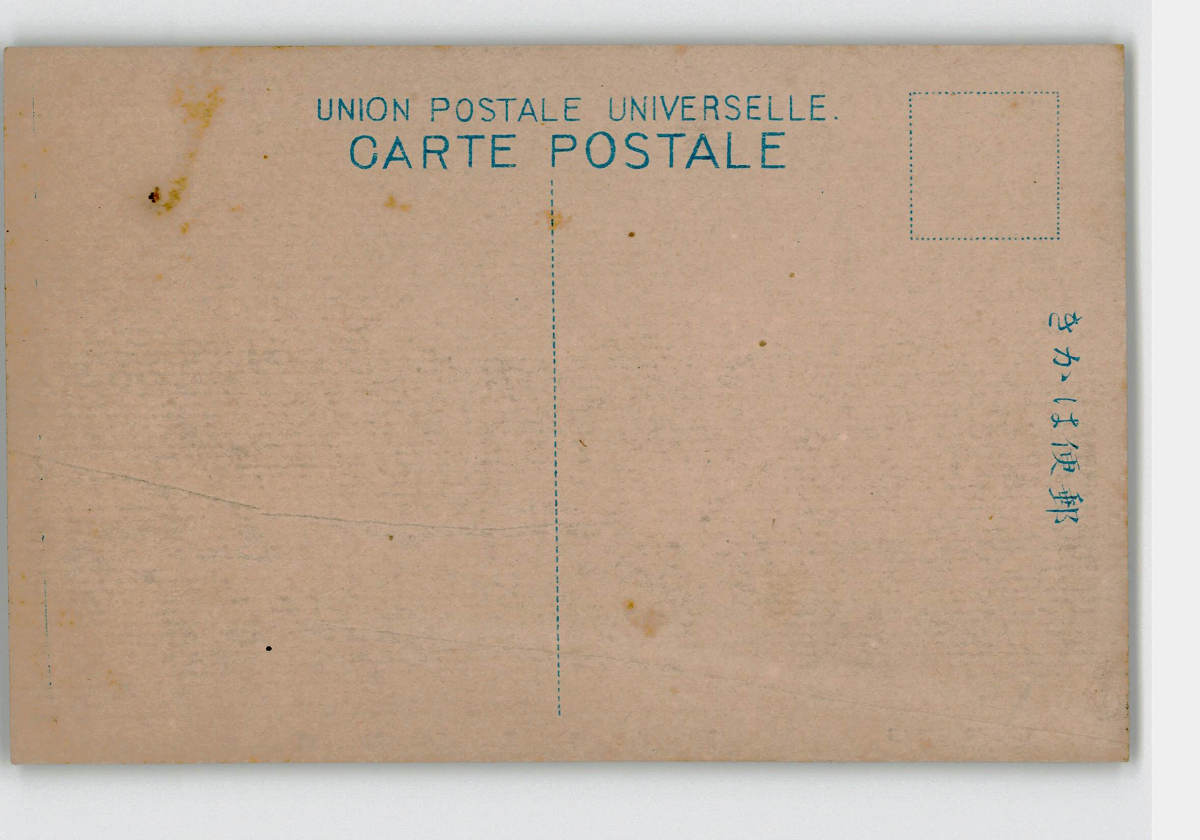 UNION POSTALE UNIVERSELLE.
CARTE POSTALE
郵便はかき